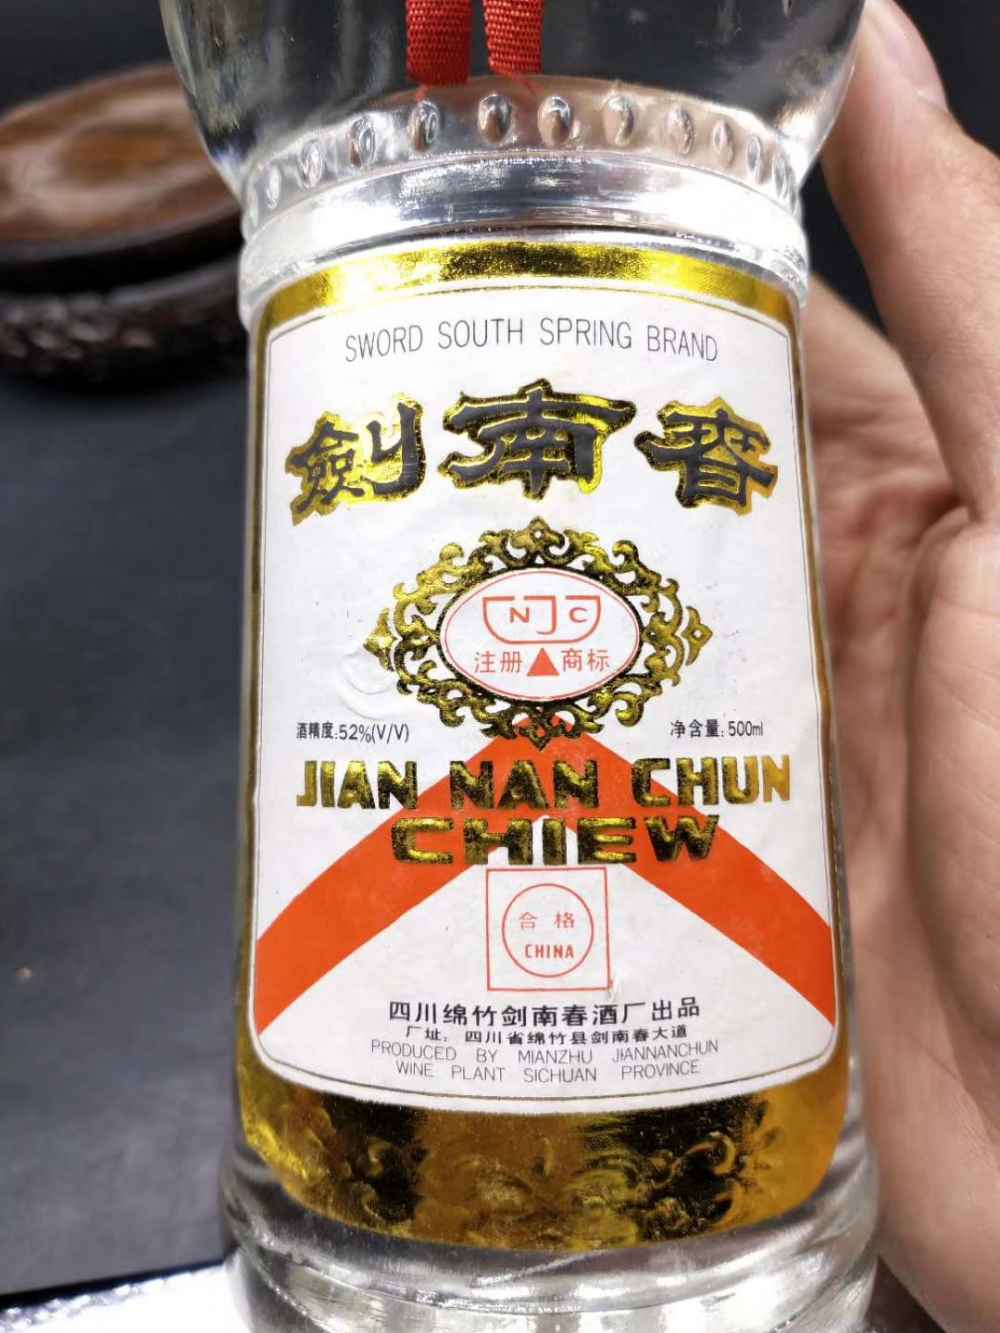 SWORD SOUTH SPRING BRAND
劍南春
NJC
注册 商标
酒精度:52%(V/V)
净含量:500ml
JIAN NAN CHUN
CHIEW
合格
CHINA
四川绵竹剑南春酒厂出品
厂址:四川省绵竹县剑南春大道
PRODUCED BY MIANZHU JIANNANCHUN
WINE PLANT SICHUAN PROVINCE